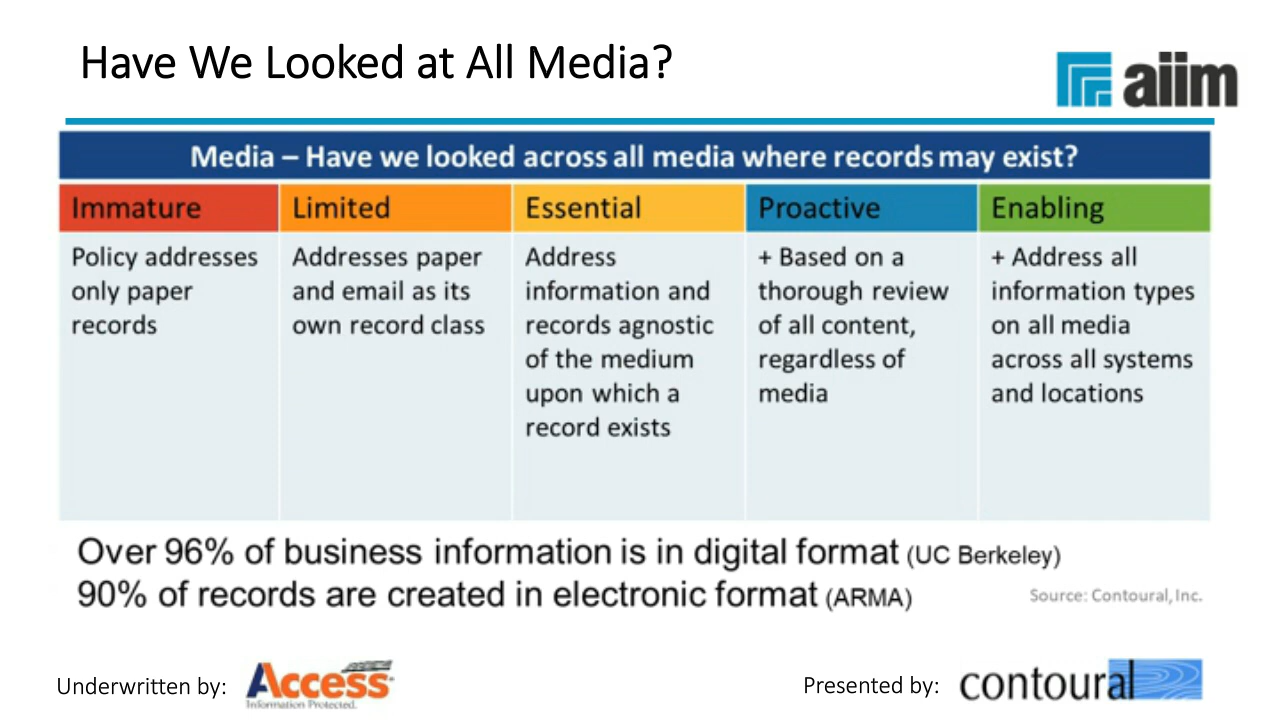 Have We Looked at All Media?
aiim
Media – Have we looked across all media where records may exist?
Immature
Policy addresses
only paper
records
Limited
Addresses paper
and email as its
own record class
Essential
Address
information and
records agnostic
of the medium
upon which a
record exists
Proactive
+ Based on a
thorough review
of all content,
regardless of
media
Enabling
+ Address all
information types
on all media
across all systems
and locations
Over 96% of business information is in digital format (UC Berkeley)
90% of records are created in electronic format (ARMA)
Source: Contoural, Inc.
Underwritten by:
Access
Information Protected.
Presented by:
contoural